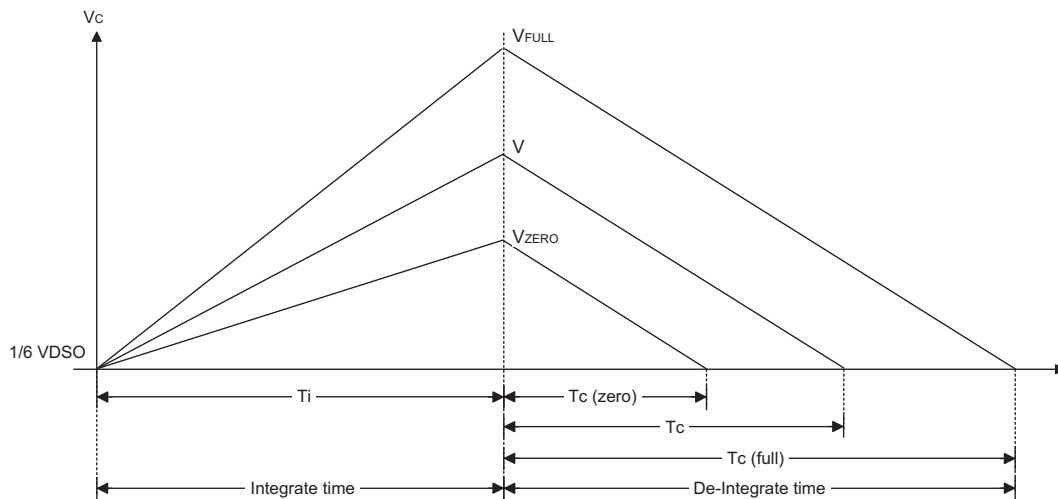 VC
VFULL
V
VZERO
1/6 VDSO
Ti
Tc (zero)
Tc
Tc (full)
Integrate time
De-Integrate time